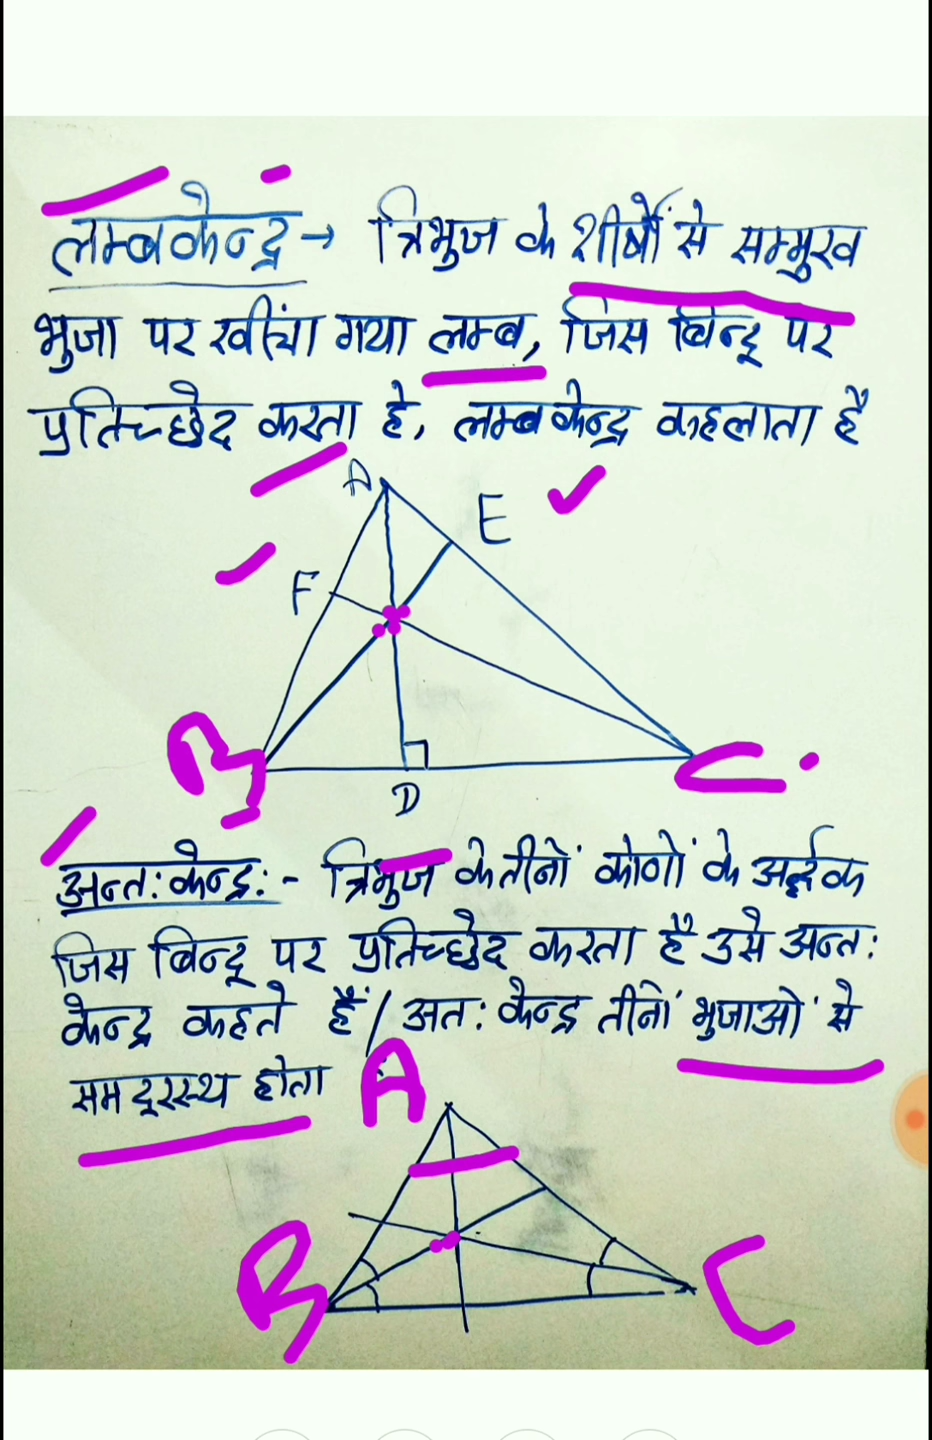 लम्बकेन्द्र→ त्रिभुज के शीर्षों से सम्मुख
भुजा पर खींचा गया लम्ब, जिस बिन्दू पर
प्रतिच्छेद करता है, लम्बकेन्द्र कहलाता है
A
E
F
B
C
D
अन्त: केन्द्र:- त्रिभुज के तीनों कोणों के अर्द्धक
जिस बिन्दू पर प्रतिच्छेद करता है उसे अन्त:
केन्द्र कहते हैं/ अत: केन्द्र तीनों भुजाओं से
समदूरस्थ होता
A
B
C